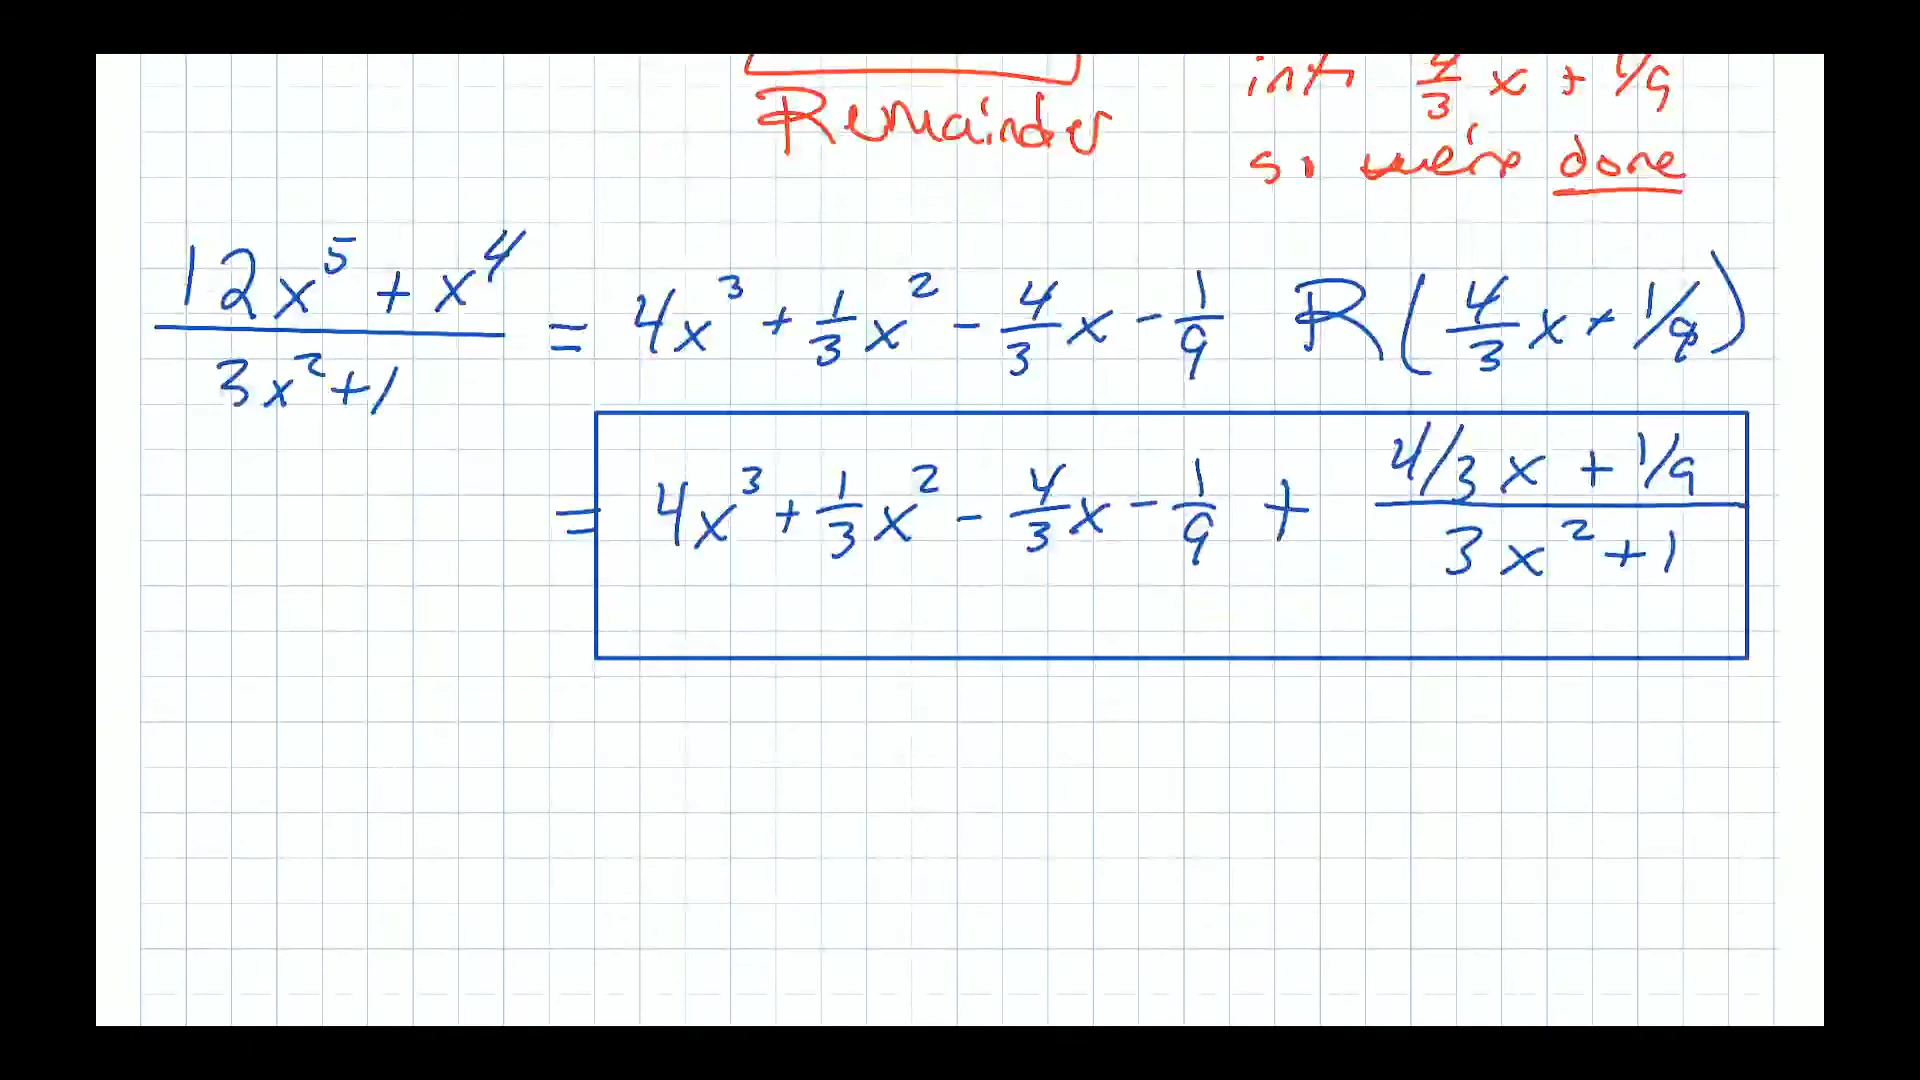 into 4/3 x + 1/9
Remainder
so we're done
(12x^5 + x^4)/(3x^2+1) = 4x^3 + 1/3 x^2 - 4/3 x - 1/9 R (4/3 x + 1/9)
= 4x^3 + 1/3 x^2 - 4/3 x - 1/9 + (4/3 x + 1/9)/(3x^2+1)